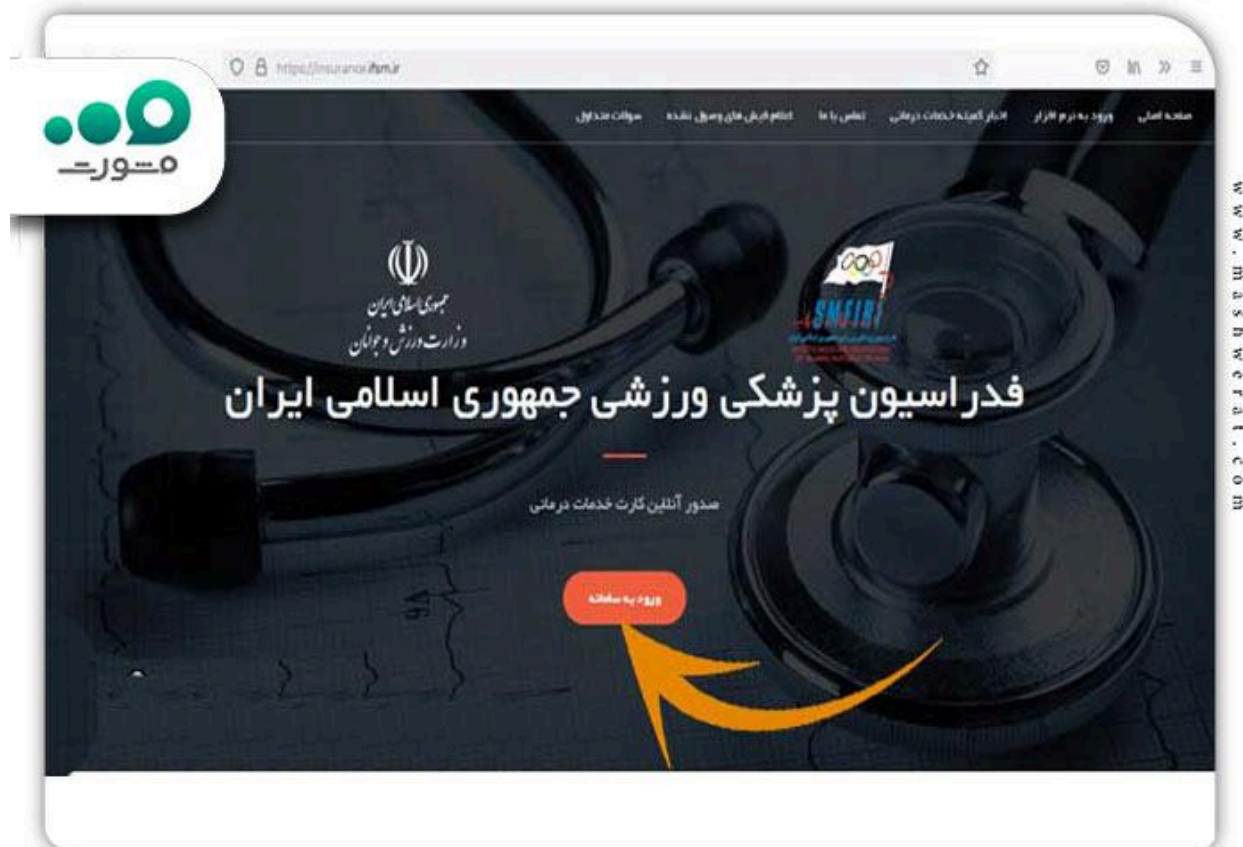 https://insurance.ifsm.ir
مشورت
صفحه اصلی
ورود به نرم افزار
اخبار کمیته خدمات درمانی
تماس با ما
اعلام فیش های وصول نشده
سوالات متداول
SMFIRI
جمهوری اسلامی ایران
وزارت ورزش و جوانان
فدراسیون پزشکی ورزشی جمهوری اسلامی ایران
صدور آنلاین کارت خدمات درمانی
ورود به سامانه
www.mashwerat.com